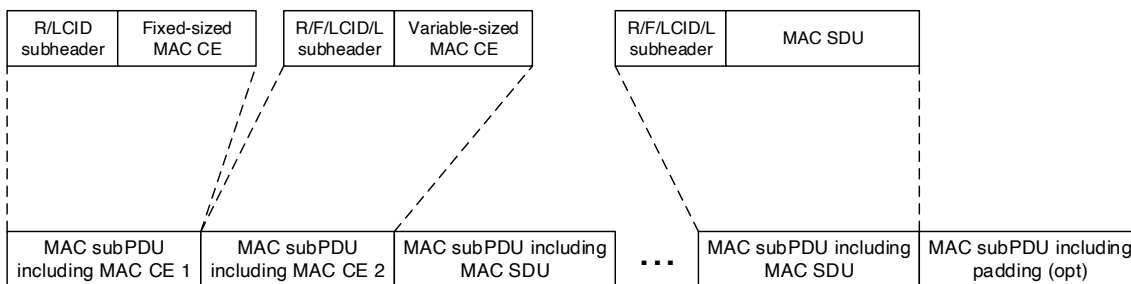 R/LCID
subheader
Fixed-sized
MAC CE
R/F/LCID/L
subheader
Variable-sized
MAC CE
R/F/LCID/L
subheader
MAC SDU
MAC subPDU
including MAC CE 1
MAC subPDU
including MAC CE 2
MAC subPDU including
MAC SDU
...
MAC subPDU including
MAC SDU
MAC subPDU including
padding (opt)